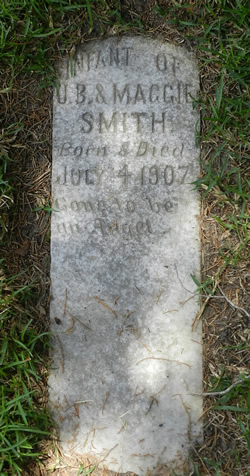 INFANT OF
J. B. & MAGGIE
SMITH
Born & Died
JULY 4 1907
Gone to be
an Angel